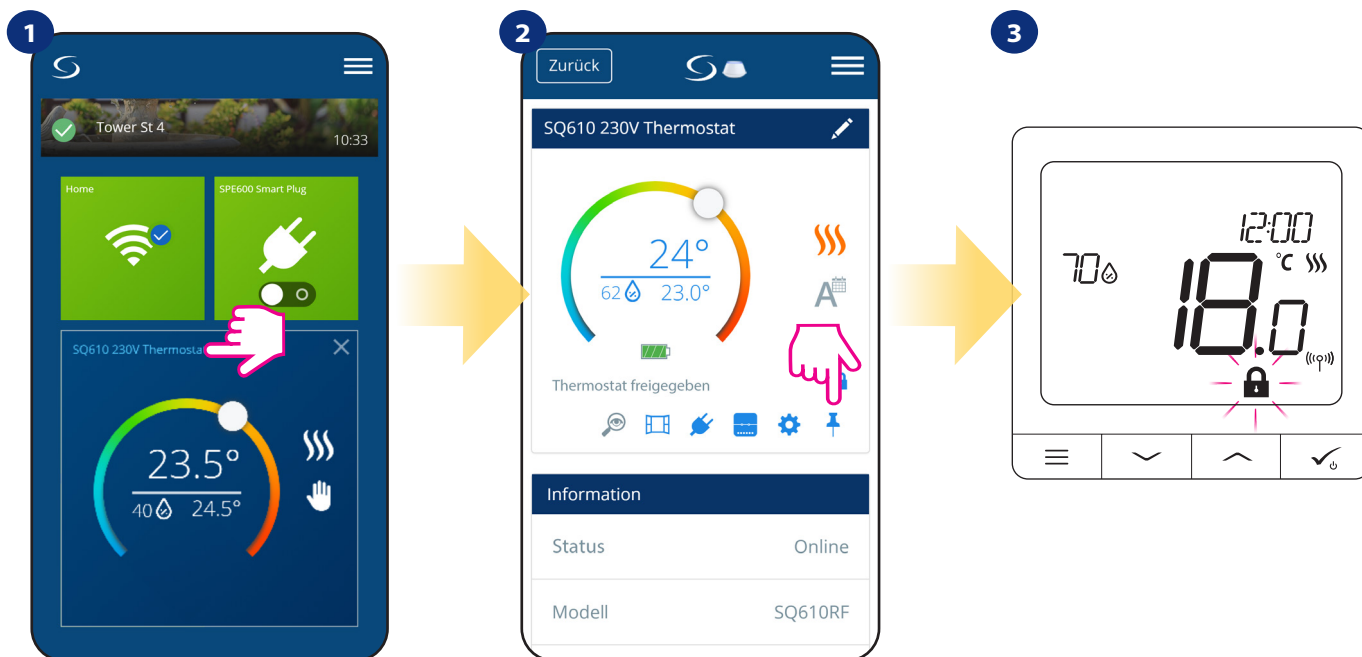 1
Tower St 4
10:33
Home
SPE600 Smart Plug
SQ610 230V Thermosta
23.5°
40 24.5°
2
Zurück
SQ610 230V Thermostat
24°
62 23.0°
A
Thermostat freigegeben
Information
Status Online
Modell SQ610RF
3
12:00
70
°C
18.0